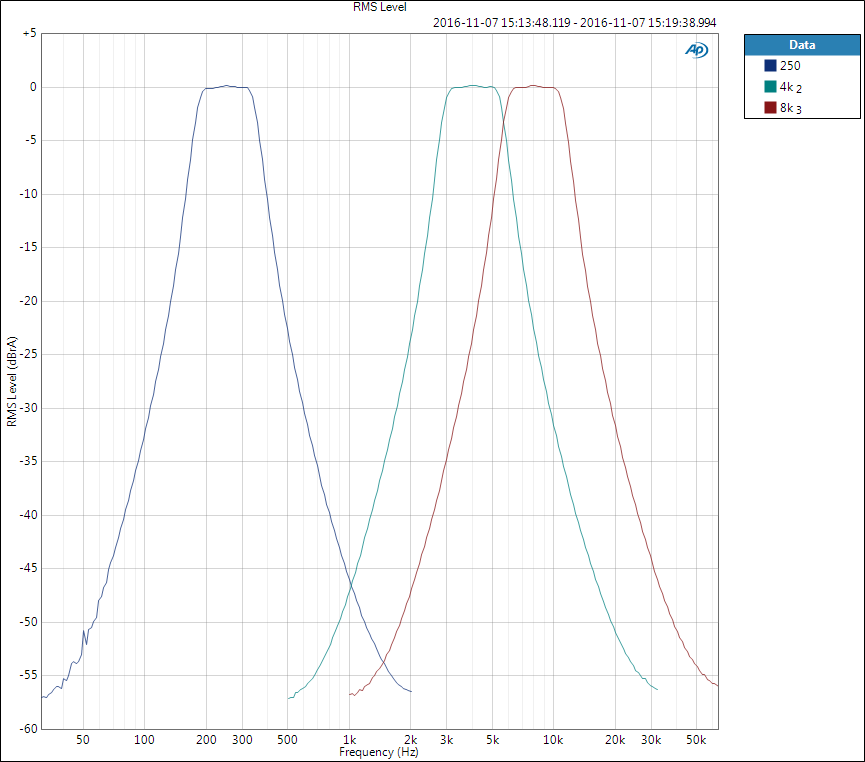 RMS Level
2016-11-07 15:13:48.119 - 2016-11-07 15:19:38.994
+5
0
-5
-10
-15
-20
-25
-30
-35
-40
-45
-50
-55
-60
RMS Level (dBrA)
50 100 200 300 500 1k 2k 3k 5k 10k 20k 30k 50k
Frequency (Hz)
AP
Data
250
4k 2
8k 3